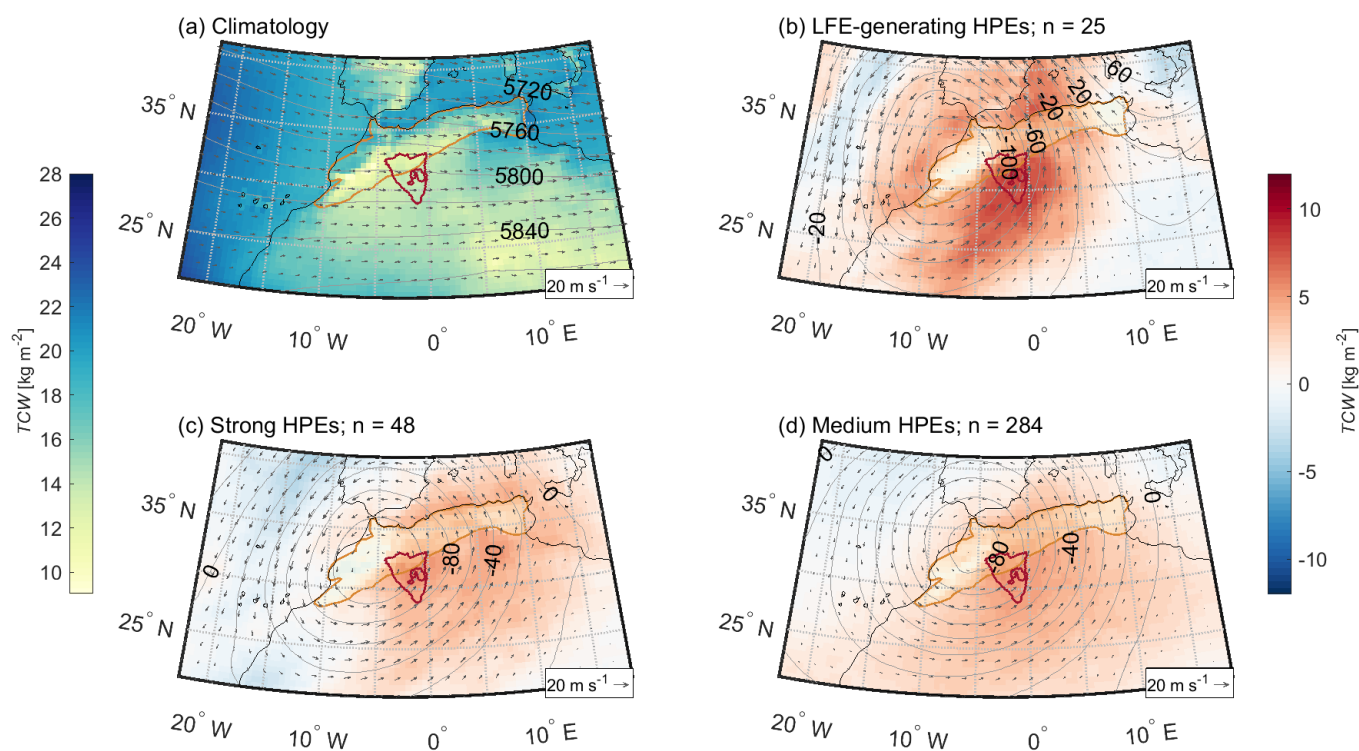 (a) Climatology
(b) LFE-generating HPEs; n = 25
35° N
25° N
20° W
10° W
0°
10° E
5720
5760
5800
5840
20 m s⁻¹
35° N
25° N
20° W
10° W
0°
10° E
60
20
-20
-60
-100
-20
20 m s⁻¹
28
26
24
22
20
18
16
14
12
10
TCW [kg m⁻²]
10
5
0
-5
-10
TCW [kg m⁻²]
(c) Strong HPEs; n = 48
(d) Medium HPEs; n = 284
35° N
25° N
20° W
10° W
0°
10° E
0
-80
-40
0
20 m s⁻¹
35° N
25° N
20° W
10° W
0°
10° E
0
-80
-40
0
20 m s⁻¹